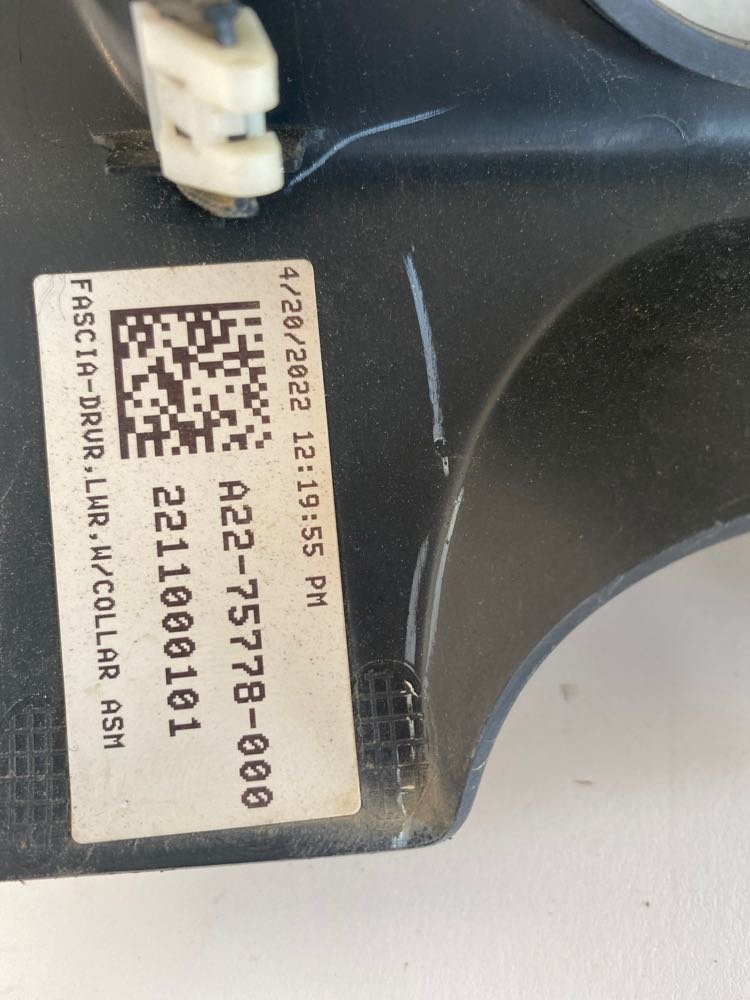 4/20/2022 12:19:55 PM
A22-75778-000
2211000101
FASCIA-DRVR,LWR,W/COLLAR ASM